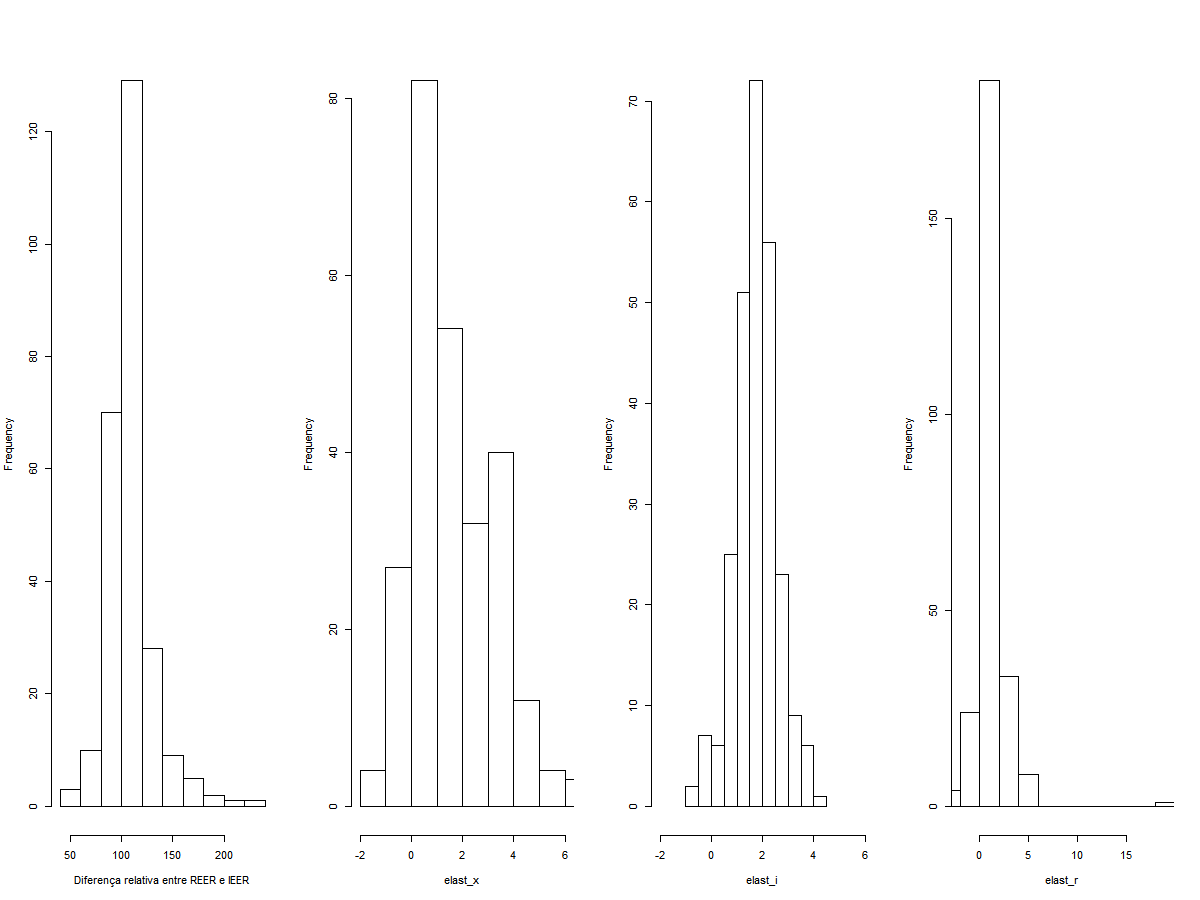 Frequency
0 20 40 60 80 100 120
50 100 150 200
Diferença relativa entre REER e IEER
Frequency
0 20 40 60 80
-2 0 2 4 6
elast_x
Frequency
0 10 20 30 40 50 60 70
-2 0 2 4 6
elast_i
Frequency
0 50 100 150
0 5 10 15
elast_r